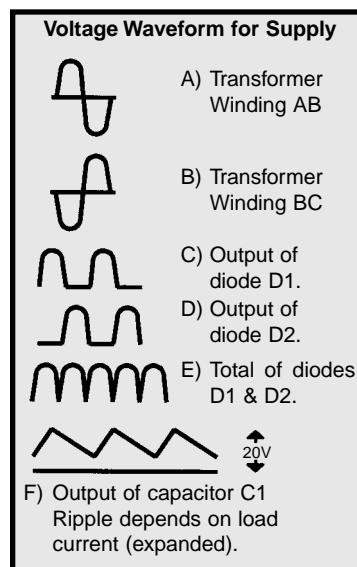 Voltage Waveform for Supply
A) Transformer
Winding AB
B) Transformer
Winding BC
C) Output of
diode D1.
D) Output of
diode D2.
E) Total of diodes
D1 & D2.
20V
F) Output of capacitor C1
Ripple depends on load
current (expanded).